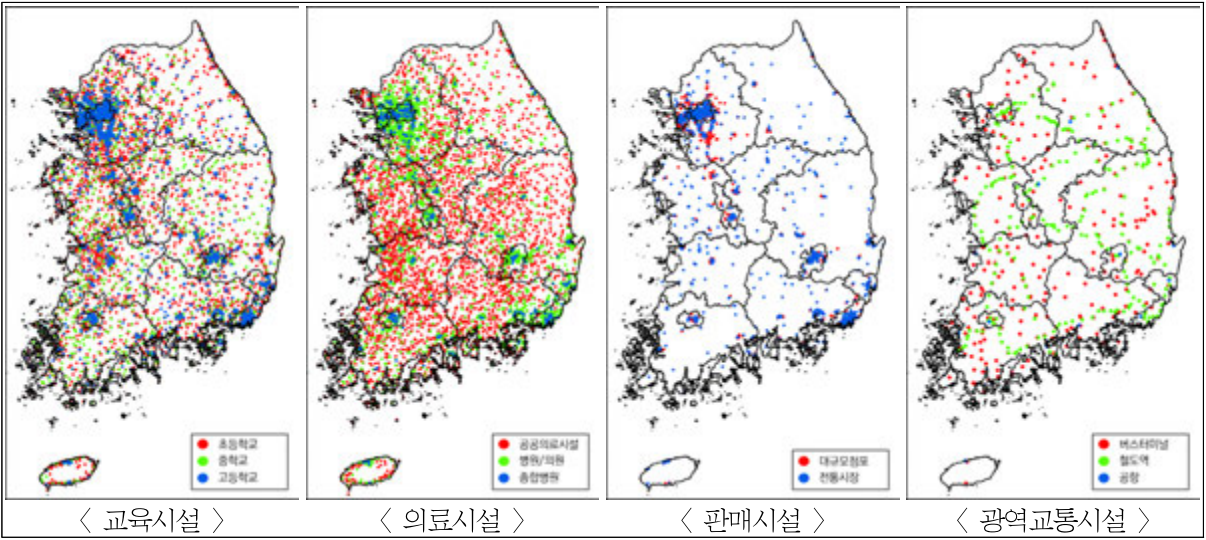 초등학교
중학교
고등학교
공공의료시설
병원/의원
종합병원
대규모점포
전통시장
버스터미널
철도역
공항
〈 교육시설 〉
〈 의료시설 〉
〈 판매시설 〉
〈 광역교통시설 〉